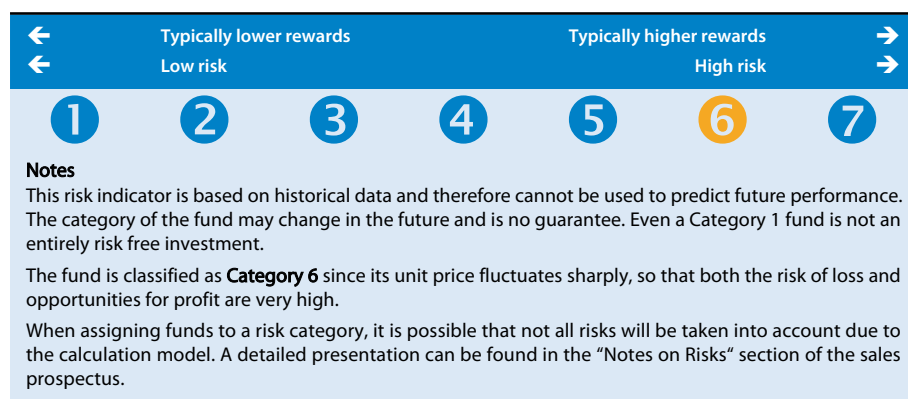 ← Typically lower rewards Typically higher rewards →
← Low risk High risk →
1 2 3 4 5 6 7
Notes
This risk indicator is based on historical data and therefore cannot be used to predict future performance.
The category of the fund may change in the future and is no guarantee. Even a Category 1 fund is not an
entirely risk free investment.
The fund is classified as Category 6 since its unit price fluctuates sharply, so that both the risk of loss and
opportunities for profit are very high.
When assigning funds to a risk category, it is possible that not all risks will be taken into account due to
the calculation model. A detailed presentation can be found in the “Notes on Risks“ section of the sales
prospectus.